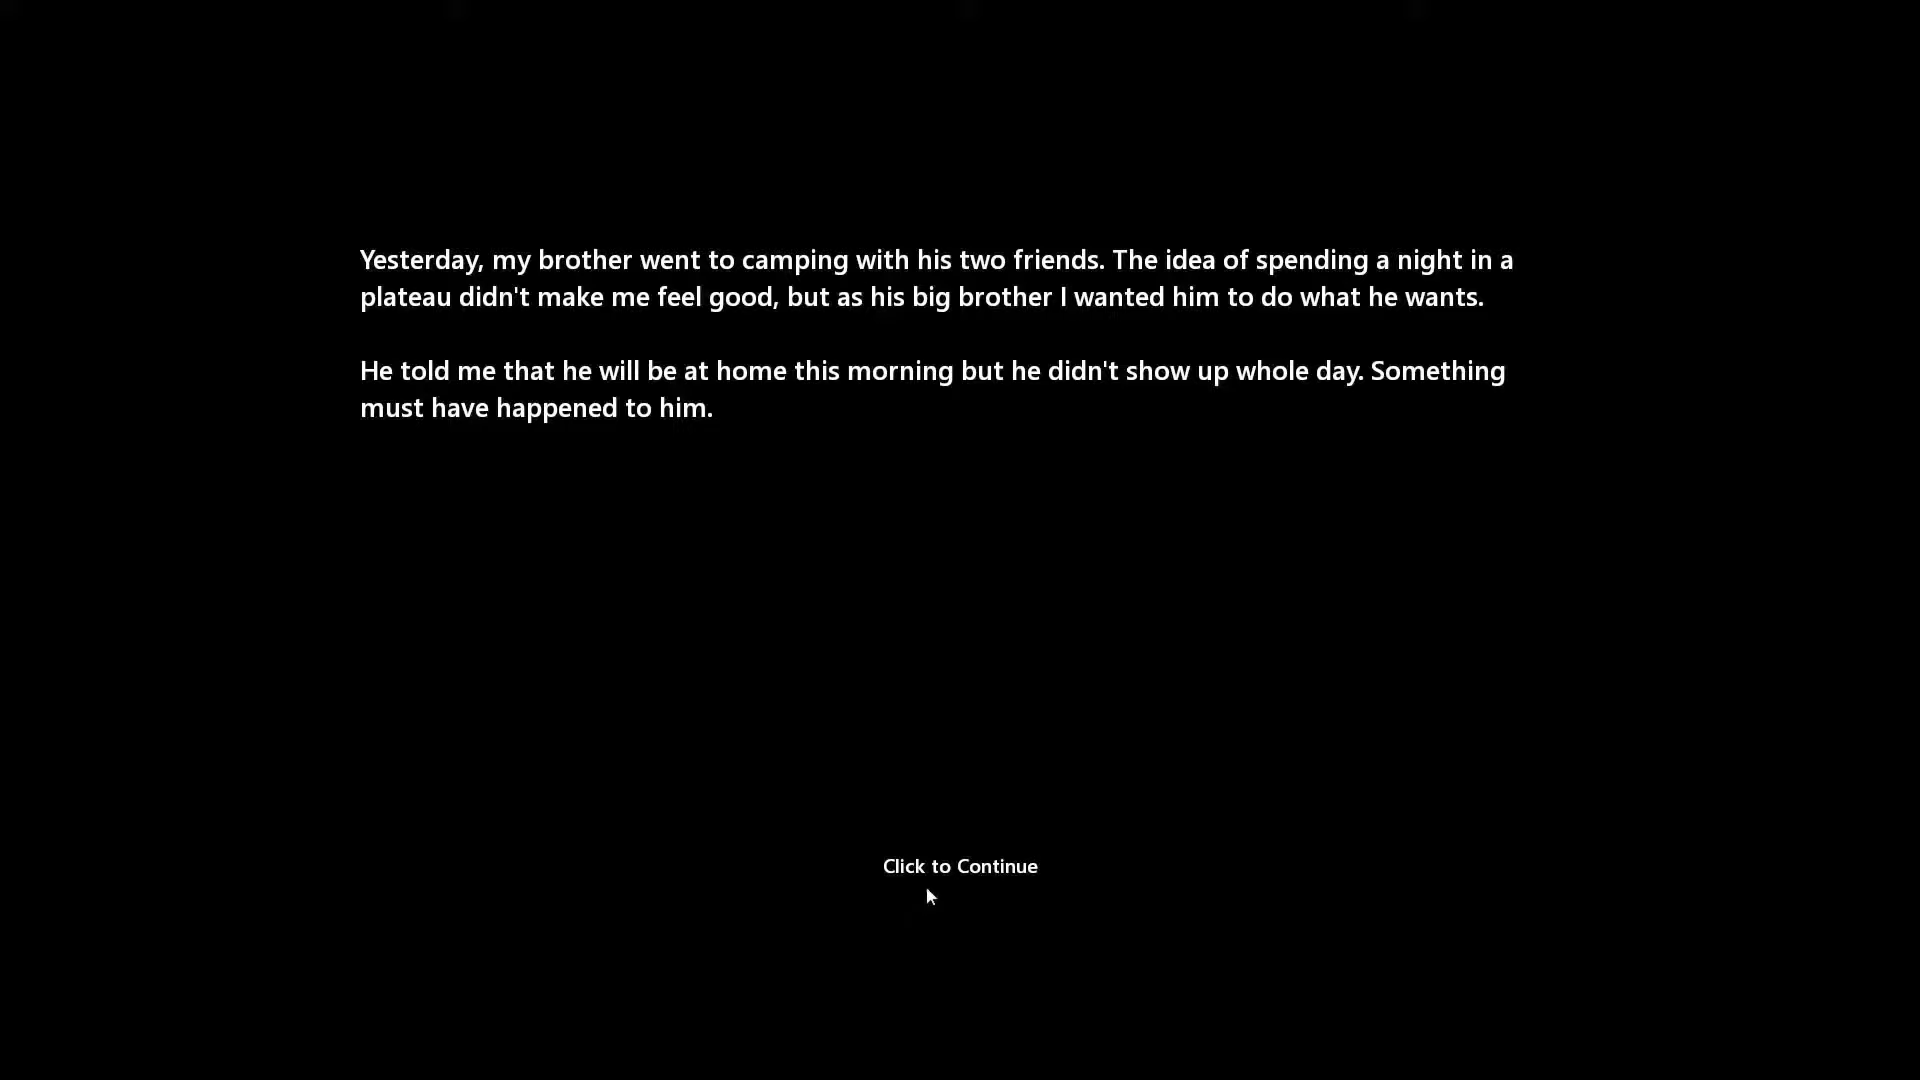 Yesterday, my brother went to camping with his two friends. The idea of spending a night in a
plateau didn't make me feel good, but as his big brother I wanted him to do what he wants.
He told me that he will be at home this morning but he didn't show up whole day. Something
must have happened to him.
Click to Continue